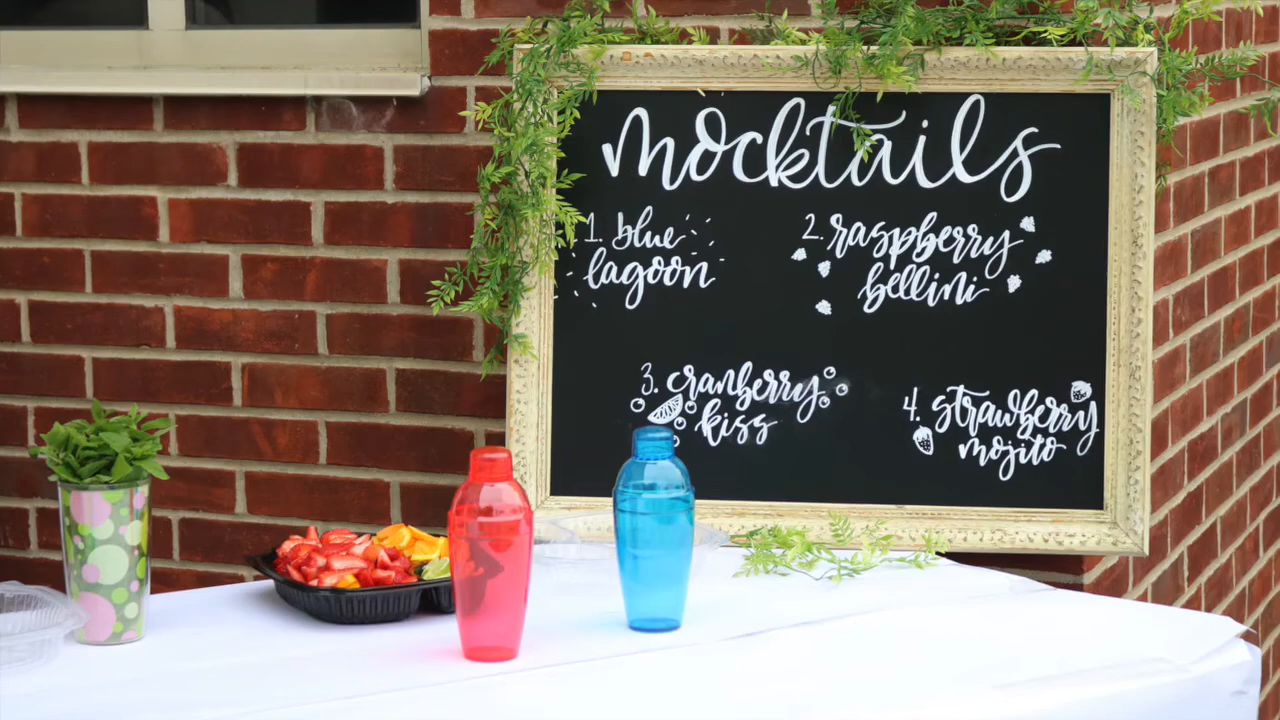 mocktails
1. blue
lagoon
2. raspberry
bellini
3. cranberry
kiss
4. strawberry
mojito